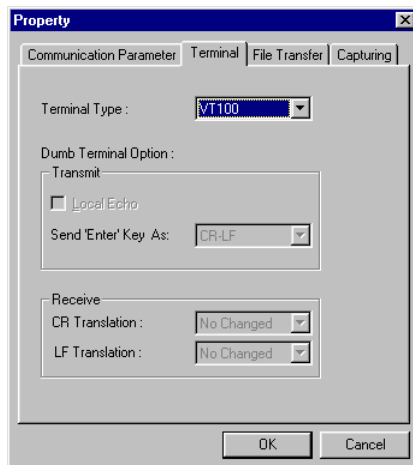 Property
Communication Parameter Terminal File Transfer Capturing
Terminal Type : VT100
Dumb Terminal Option :
Transmit
Local Echo
Send 'Enter' Key As: CR-LF
Receive
CR Translation : No Changed
LF Translation : No Changed
OK Cancel